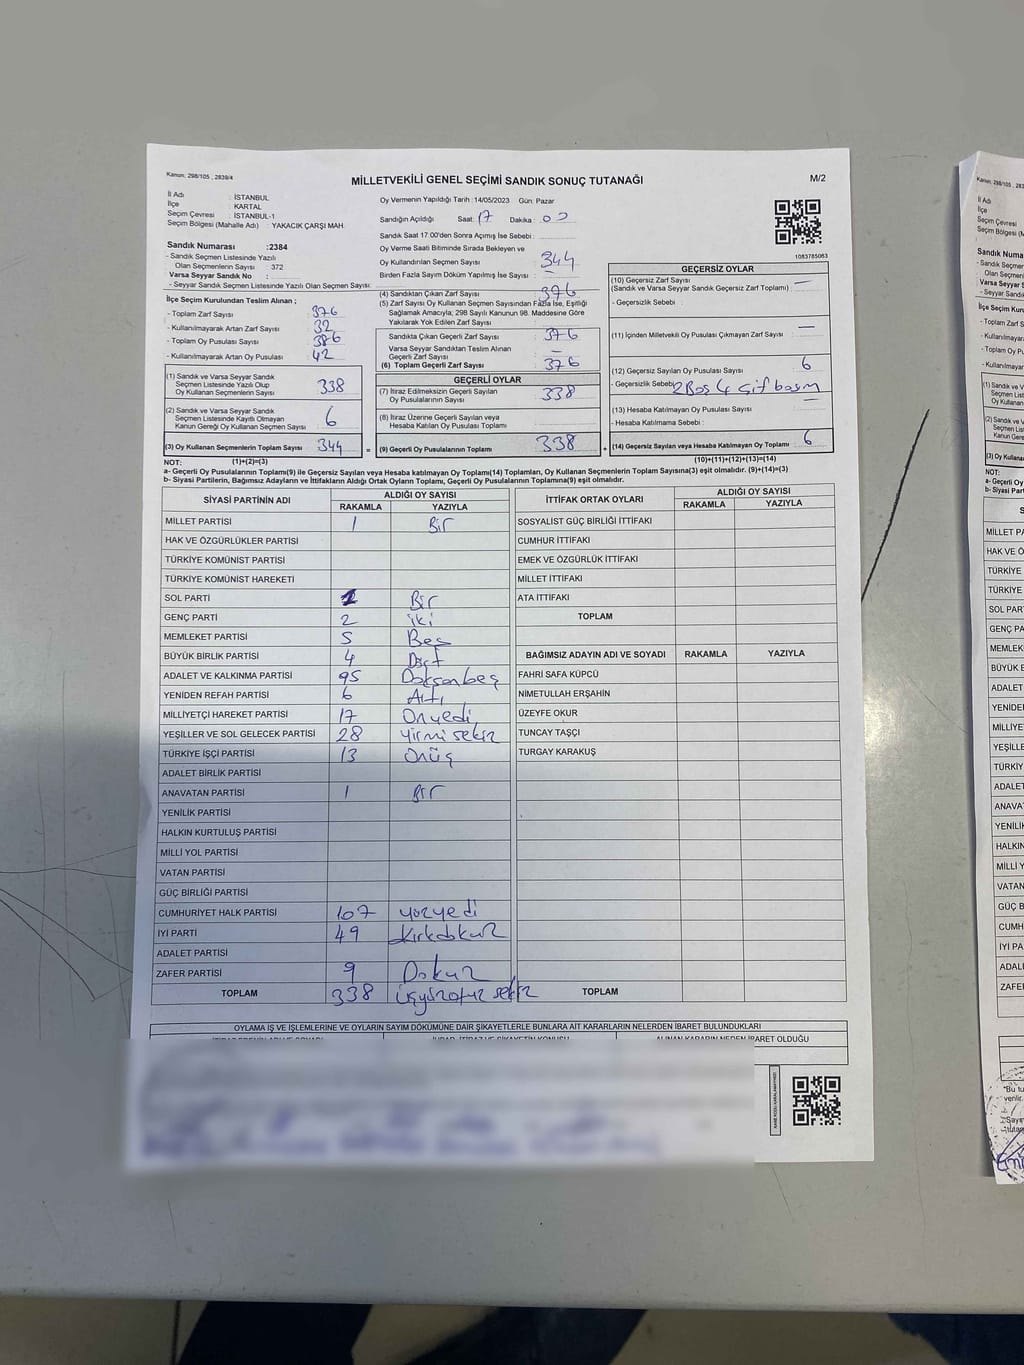 Kanun: 298/105 , 2839/4
MİLLETVEKİLİ GENEL SEÇİMİ SANDIK SONUÇ TUTANAĞI
M/2
İl Adı : İSTANBUL
İlçe : KARTAL
Seçim Çevresi : İSTANBUL-1
Seçim Bölgesi (Mahalle Adı) : YAKACIK ÇARŞI MAH.
Oy Vermenin Yapıldığı Tarih : 14/05/2023 Gün: Pazar
Sandığın Açıldığı Saat: 17 Dakika:
Sandık Saat 17:00'den Sonra Açılmış İse Sebebi :
Oy Verme Saati Bitiminde Sırada Bekleyen ve
Oy Kullandırılan Seçmen Sayısı : 344
Birden Fazla Sayım Döküm Yapılmış İse Sayısı : —
1083785063
Sandık Numarası :2384
- Sandık Seçmen Listesinde Yazılı
Olan Seçmenlerin Sayısı : 372
Varsa Seyyar Sandık No :
- Seyyar Sandık Seçmen Listesinde Yazılı Olan Seçmen Sayısı:
İlçe Seçim Kurulundan Teslim Alınan ;
- Toplam Zarf Sayısı : 376
- Kullanılmayarak Artan Zarf Sayısı : 32
- Toplam Oy Pusulası Sayısı : 386
- Kullanılmayarak Artan Oy Pusulası : 42
(1) Sandık ve Varsa Seyyar Sandık
Seçmen Listesinde Yazılı Olup
Oy Kullanan Seçmenlerin Sayısı 338
(2) Sandık ve Varsa Seyyar Sandık
Seçmen Listesinde Kayıtlı Olmayan
Kanun Gereği Oy Kullanan Seçmen Sayısı 6
(3) Oy Kullanan Seçmenlerin Toplam Sayısı 344
(1)+(2)=(3)
(4) Sandıktan Çıkan Zarf Sayısı : 376
(5) Zarf Sayısı Oy Kullanan Seçmen Sayısından Fazla İse, Eşitliği
Sağlamak Amacıyla; 298 Sayılı Kanunun 98. Maddesine Göre
Yakılarak Yok Edilen Zarf Sayısı :
Sandıkta Çıkan Geçerli Zarf Sayısı : 376
Varsa Seyyar Sandıktan Teslim Alınan
Geçerli Zarf Sayısı : —
(6) Toplam Geçerli Zarf Sayısı : 376
GEÇERLİ OYLAR
(7) İtiraz Edilmeksizin Geçerli Sayılan
Oy Pusulalarının Sayısı : 338
(8) İtiraz Üzerine Geçerli Sayılan veya
Hesaba Katılan Oy Pusulası Toplamı :
= (9) Geçerli Oy Pusulalarının Toplamı 338 +
GEÇERSİZ OYLAR
(10) Geçersiz Zarf Sayısı
(Sandık ve Varsa Seyyar Sandık Geçersiz Zarf Toplamı) : —
- Geçersizlik Sebebi :
(11) İçinden Milletvekili Oy Pusulası Çıkmayan Zarf Sayısı : —
(12) Geçersiz Sayılan Oy Pusulası Sayısı : 6
- Geçersizlik Sebebi : 2 Boş 4 çift basım
(13) Hesaba Katılmayan Oy Pusulası Sayısı : —
- Hesaba Katılmama Sebebi :
(14) Geçersiz Sayılan veya Hesaba Katılmayan Oy Toplamı : 6
(10)+(11)+(12)+(13)=(14)
NOT:
a- Geçerli Oy Pusulalarının Toplamı(9) ile Geçersiz Sayılan veya Hesaba katılmayan Oy Toplamı(14) Toplamları, Oy Kullanan Seçmenlerin Toplam Sayısına(3) eşit olmalıdır. (9)+(14)=(3)
b- Siyasi Partilerin, Bağımsız Adayların ve İttifakların Aldığı Ortak Oyların Toplamı, Geçerli Oy Pusulalarının Toplamına(9) eşit olmalıdır.
SİYASİ PARTİNİN ADI ALDIĞI OY SAYISI
RAKAMLA YAZIYLA
MİLLET PARTİSİ 1 Bir
HAK VE ÖZGÜRLÜKLER PARTİSİ
TÜRKİYE KOMÜNİST PARTİSİ
TÜRKİYE KOMÜNİST HAREKETİ
SOL PARTİ 1 Bir
GENÇ PARTİ 2 iki
MEMLEKET PARTİSİ 5 Beş
BÜYÜK BİRLİK PARTİSİ 4 Dört
ADALET VE KALKINMA PARTİSİ 95 Doksanbeş
YENİDEN REFAH PARTİSİ 6 Altı
MİLLİYETÇİ HAREKET PARTİSİ 17 Onyedi
YEŞİLLER VE SOL GELECEK PARTİSİ 28 yirmi sekiz
TÜRKİYE İŞÇİ PARTİSİ 13 Onüç
ADALET BİRLİK PARTİSİ
ANAVATAN PARTİSİ 1 Bir
YENİLİK PARTİSİ
HALKIN KURTULUŞ PARTİSİ
MİLLİ YOL PARTİSİ
VATAN PARTİSİ
GÜÇ BİRLİĞİ PARTİSİ
CUMHURİYET HALK PARTİSİ 107 yüzyedi
İYİ PARTİ 49 Kırkdokuz
ADALET PARTİSİ
ZAFER PARTİSİ 9 Dokuz
TOPLAM 338 üçyüzotuz sekiz
İTTİFAK ORTAK OYLARI ALDIĞI OY SAYISI
RAKAMLA YAZIYLA
SOSYALİST GÜÇ BİRLİĞİ İTTİFAKI
CUMHUR İTTİFAKI
EMEK VE ÖZGÜRLÜK İTTİFAKI
MİLLET İTTİFAKI
ATA İTTİFAKI
TOPLAM
BAĞIMSIZ ADAYIN ADI VE SOYADI RAKAMLA YAZIYLA
FAHRİ SAFA KÜPCÜ
NİMETULLAH ERŞAHİN
ÜZEYFE OKUR
TUNCAY TAŞÇI
TURGAY KARAKUŞ
TOPLAM
OYLAMA İŞ VE İŞLEMLERİNE VE OYLARIN SAYIM DÖKÜMÜNE DAİR ŞİKAYETLERLE BUNLARA AİT KARARLARIN NELERDEN İBARET BULUNDUKLARI
ALINAN KARARIN NEDEN İBARET OLDUĞU